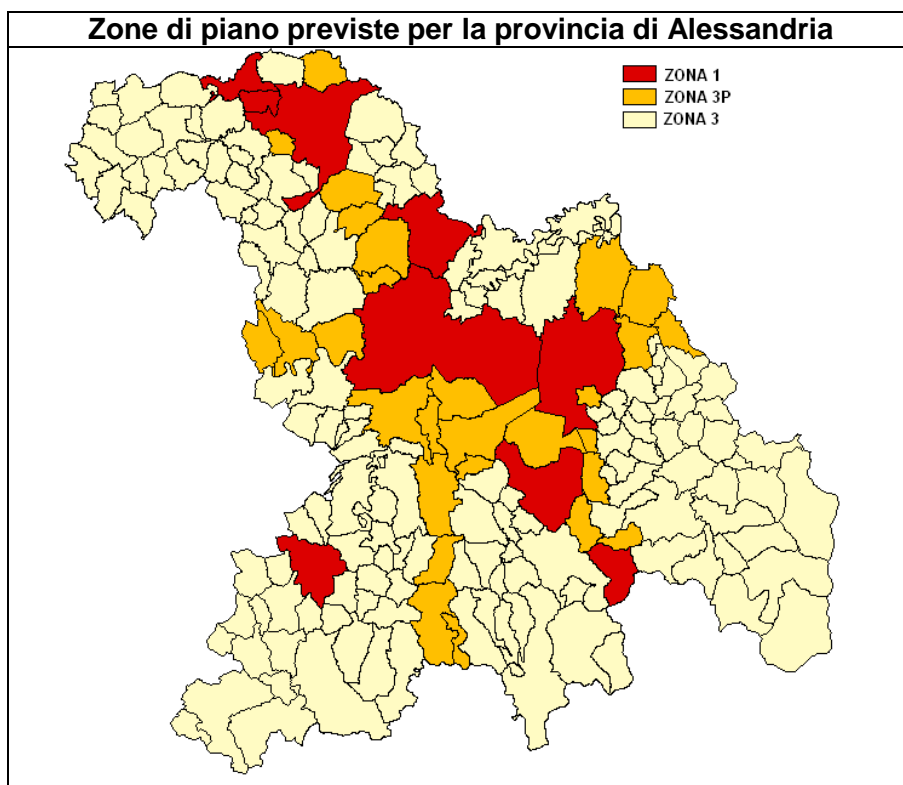 Zone di piano previste per la provincia di Alessandria
ZONA 1
ZONA 3P
ZONA 3